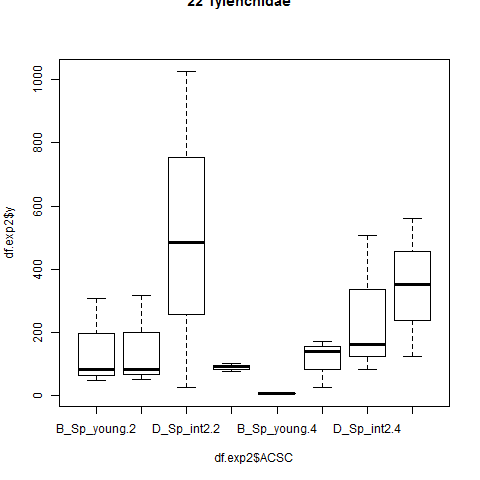 22 Tylenchidae
1000
800
600
400
200
0
df.exp2$y
B_Sp_young.2 D_Sp_int2.2 B_Sp_young.4 D_Sp_int2.4
df.exp2$ACSC